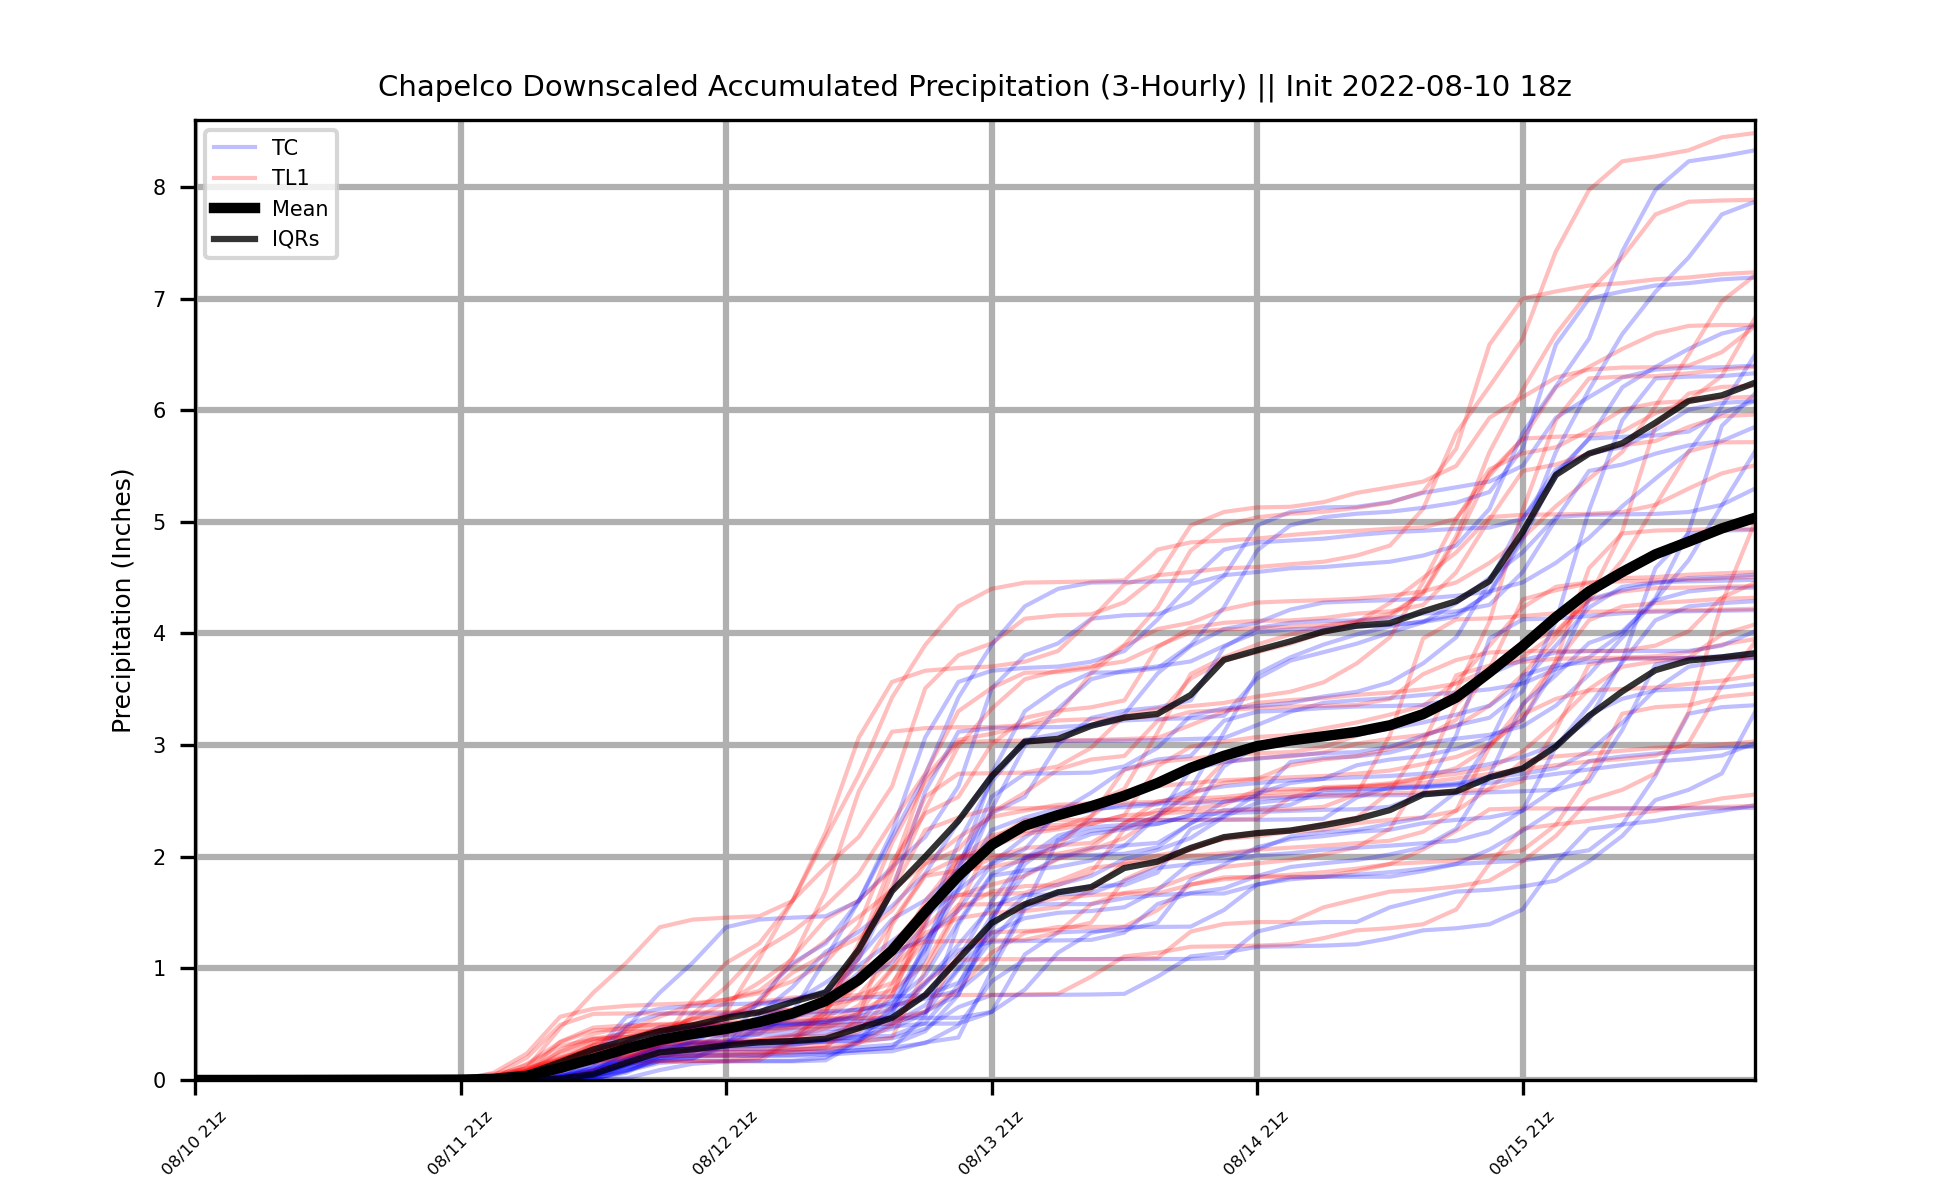 Chapelco Downscaled Accumulated Precipitation (3-Hourly) || Init 2022-08-10 18z
TC
TL1
Mean
IQRs
Precipitation (Inches)
8
7
6
5
4
3
2
1
0
08/10 21z
08/11 21z
08/12 21z
08/13 21z
08/14 21z
08/15 21z